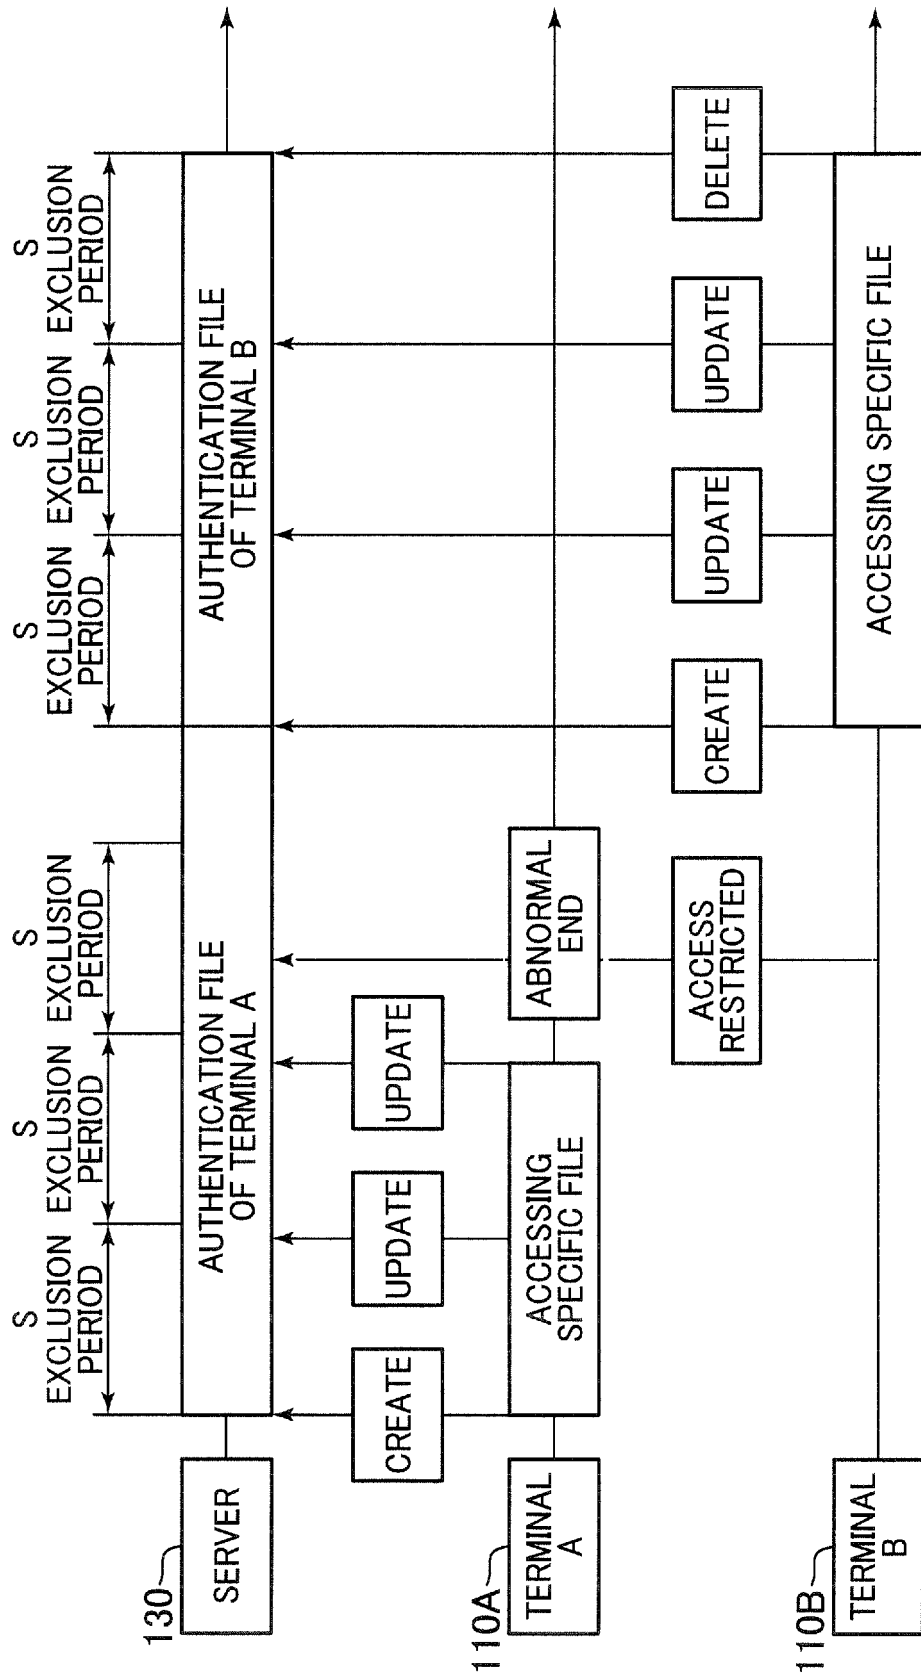 S
EXCLUSION
PERIOD
S
EXCLUSION
PERIOD
S
EXCLUSION
PERIOD
S
EXCLUSION
PERIOD
S
EXCLUSION
PERIOD
S
EXCLUSION
PERIOD
130
SERVER
AUTHENTICATION FILE
OF TERMINAL A
AUTHENTICATION FILE
OF TERMINAL B
CREATE
UPDATE
UPDATE
110A
TERMINAL
A
ACCESSING
SPECIFIC FILE
ABNORMAL
END
ACCESS
RESTRICTED
CREATE
UPDATE
UPDATE
DELETE
110B
TERMINAL
B
ACCESSING SPECIFIC FILE